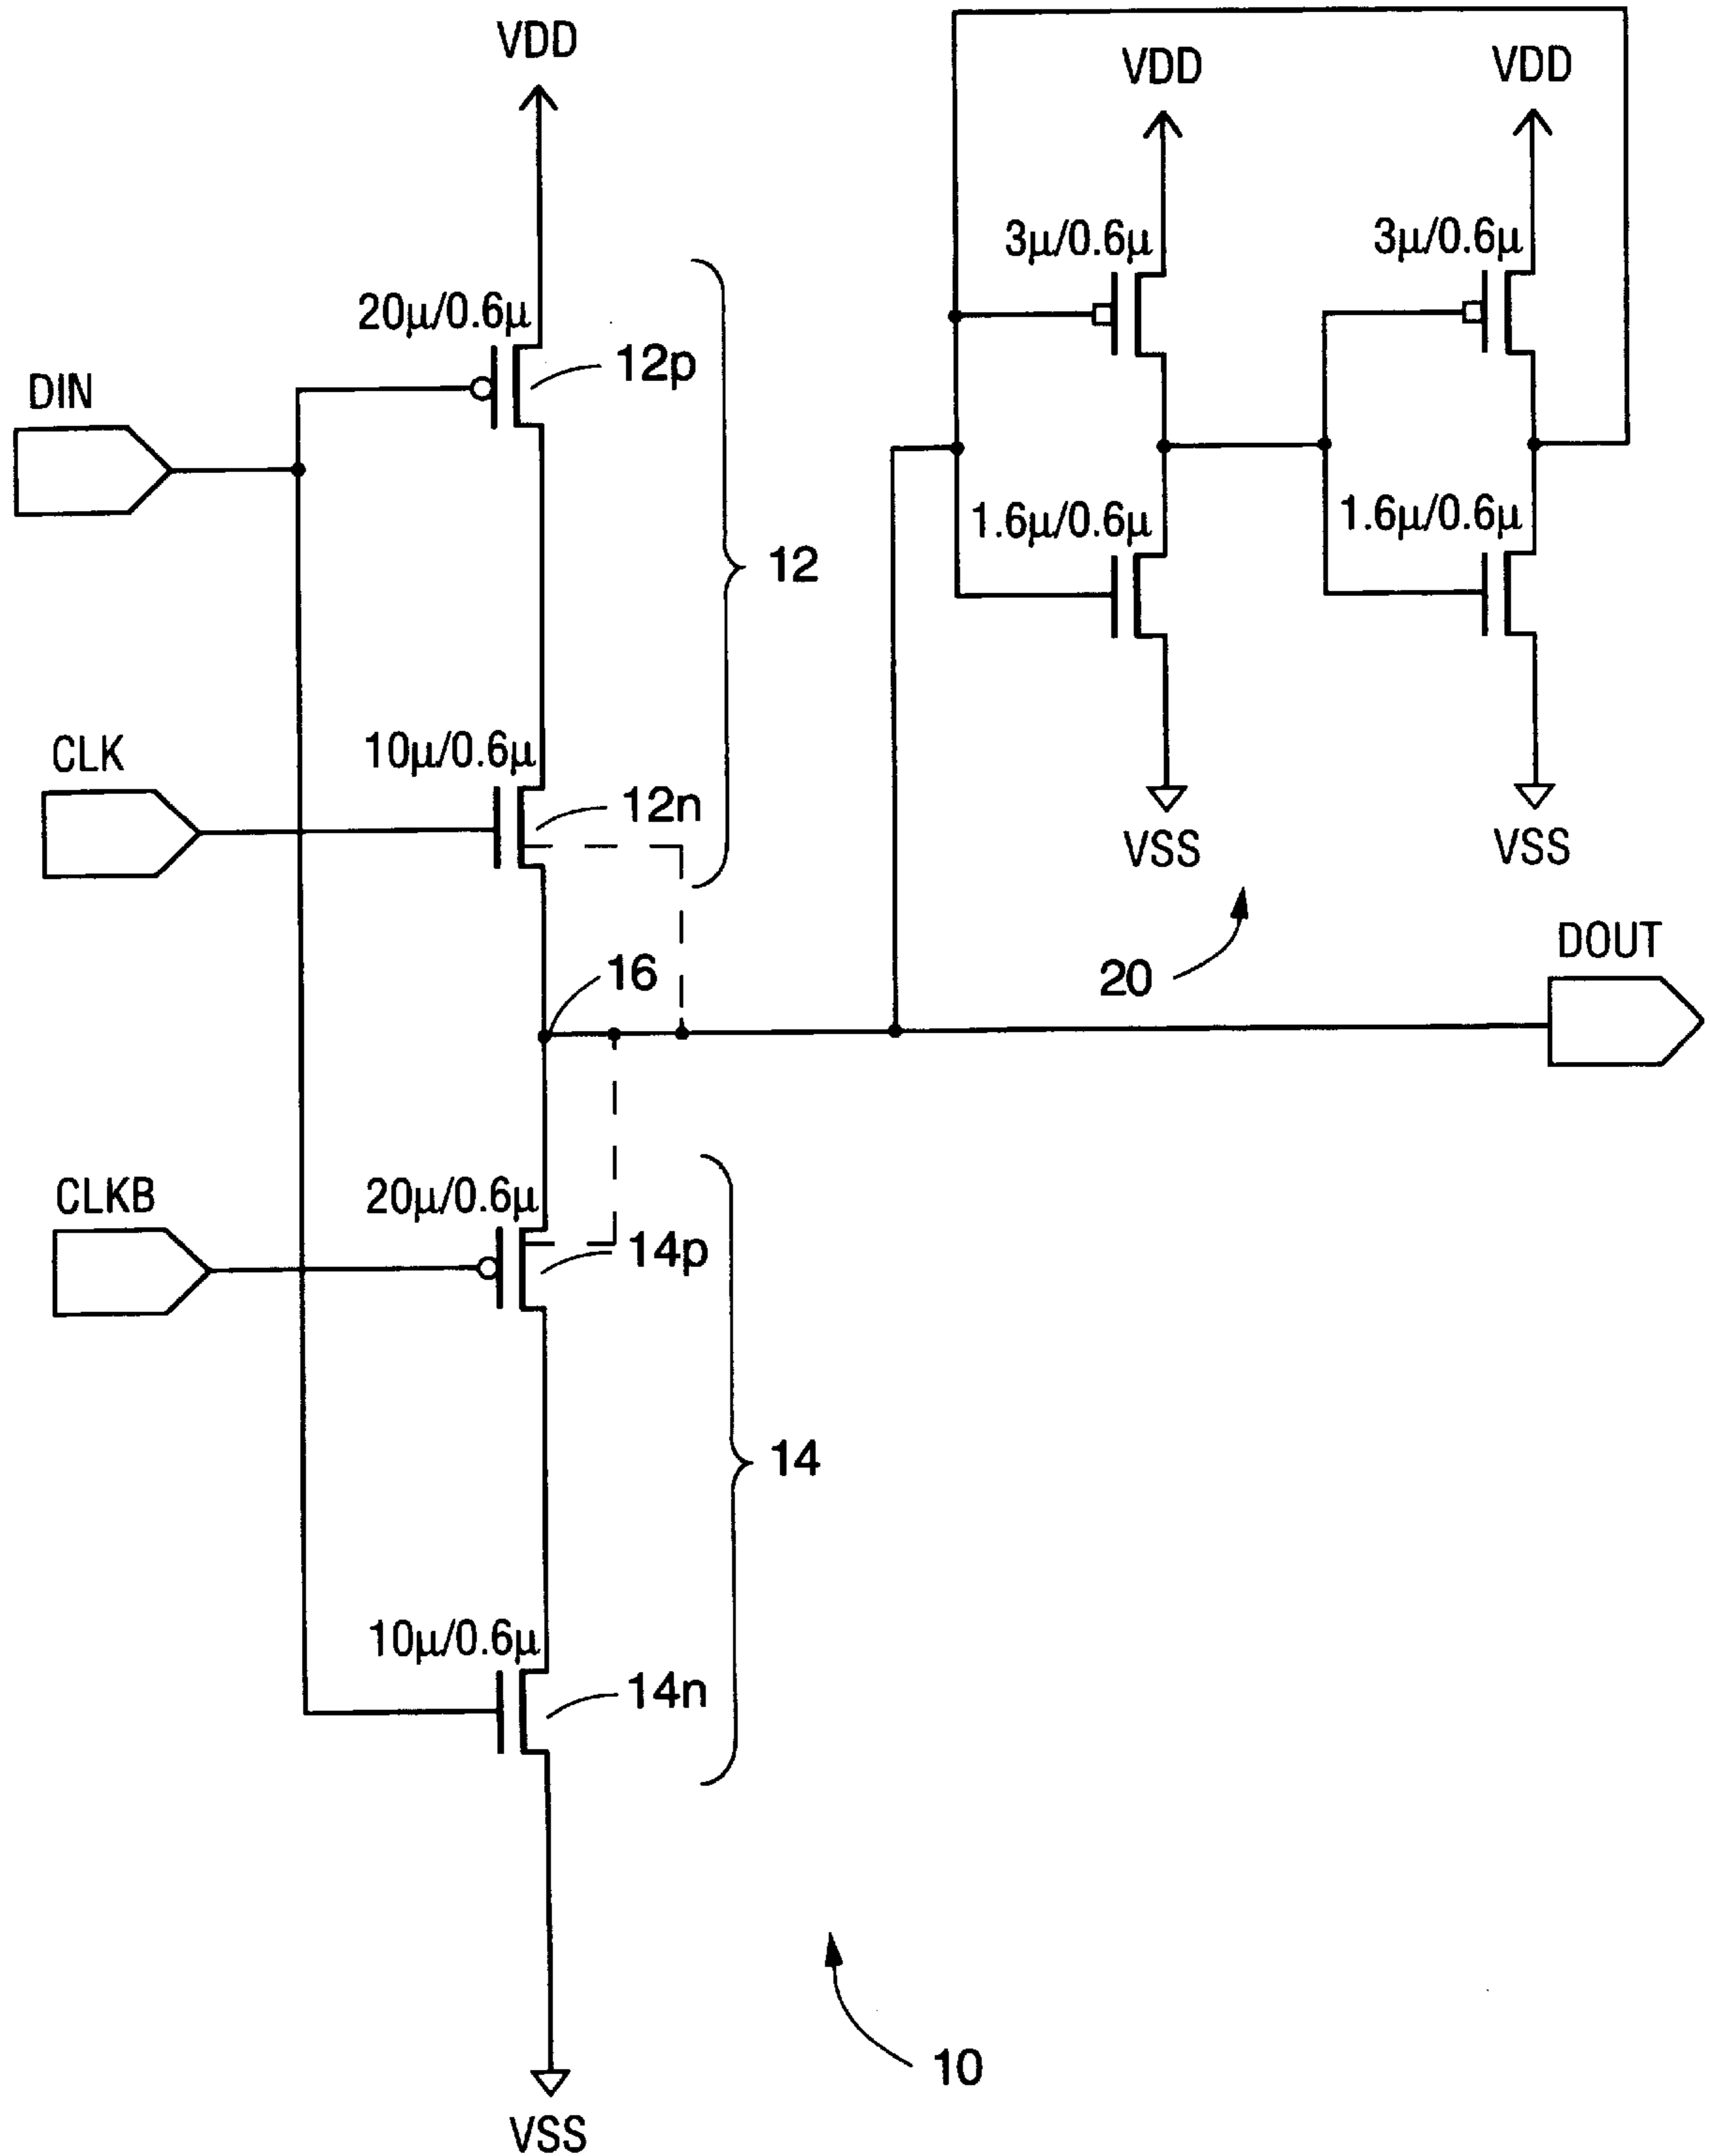 VDD
VDD
VDD
3µ/0.6µ
3µ/0.6µ
20µ/0.6µ
12p
DIN
1.6µ/0.6µ
1.6µ/0.6µ
12
CLK
10µ/0.6µ
12n
VSS
VSS
DOUT
16
20
CLKB
20µ/0.6µ
14p
14
10µ/0.6µ
14n
10
VSS